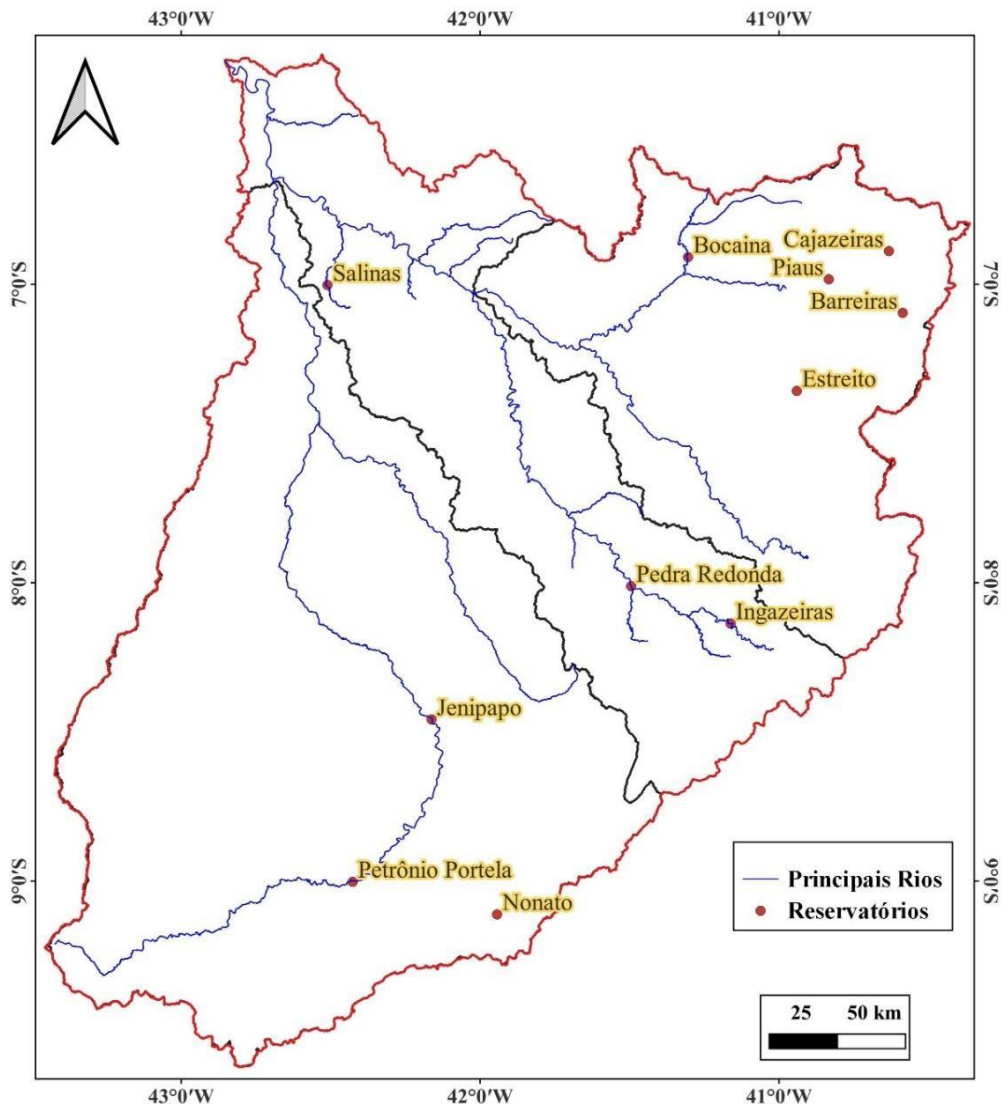 43°0'W 42°0'W 41°0'W
Bocaina
Cajazeiras
Piaus
Salinas
Barreiras
7°0'S 7°0'S
Estreito
Pedra Redonda
8°0'S 8°0'S
Ingazeiras
Jenipapo
Petrônio Portela
9°0'S 9°0'S
Nonato
Principais Rios
Reservatórios
25 50 km
43°0'W 42°0'W 41°0'W